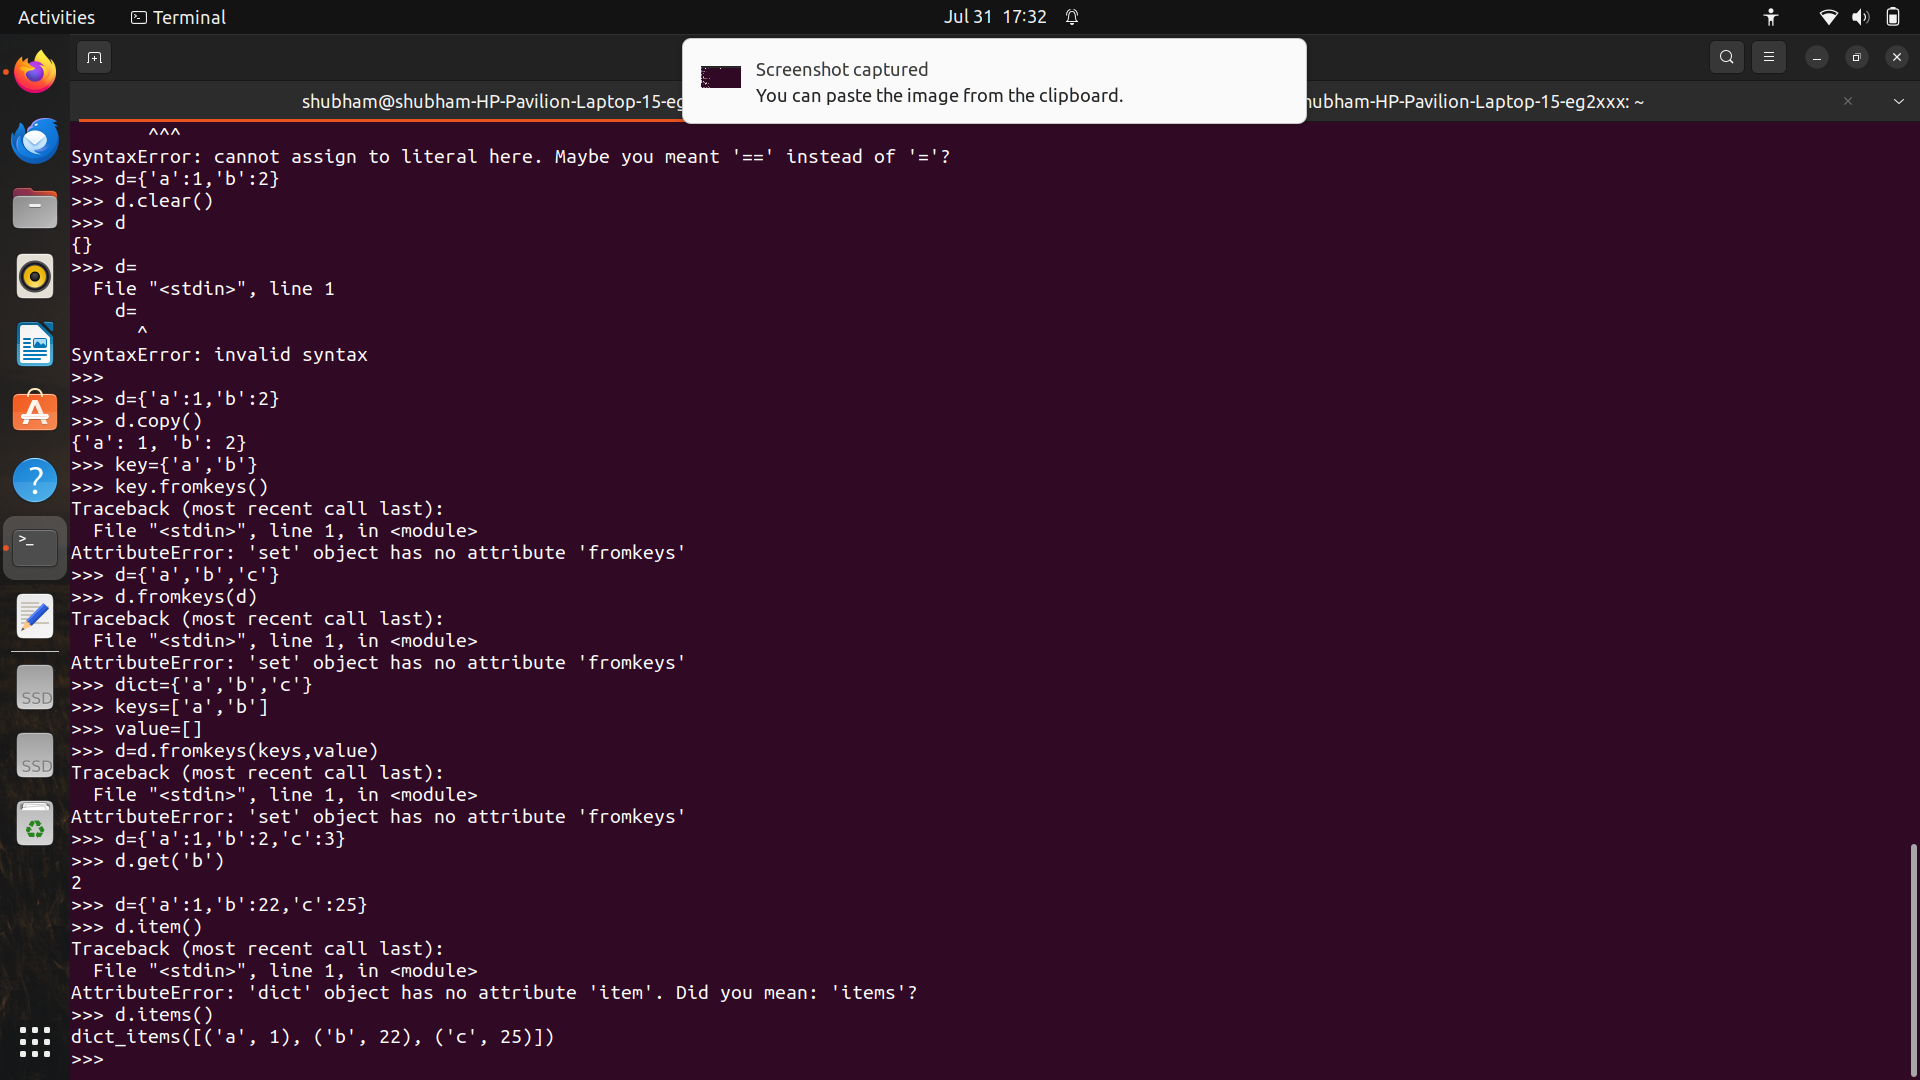 Activities
Terminal
Jul 31 17:32
Screenshot captured
You can paste the image from the clipboard.
shubham@shubham-HP-Pavilion-Laptop-15-eg
hubham-HP-Pavilion-Laptop-15-eg2xxx: ~
        ^^^
SyntaxError: cannot assign to literal here. Maybe you meant '==' instead of '='?
>>> d={'a':1,'b':2}
>>> d.clear()
>>> d
{}
>>> d=
  File "<stdin>", line 1
    d=
      ^
SyntaxError: invalid syntax
>>>
>>> d={'a':1,'b':2}
>>> d.copy()
{'a': 1, 'b': 2}
>>> key={'a','b'}
>>> key.fromkeys()
Traceback (most recent call last):
  File "<stdin>", line 1, in <module>
AttributeError: 'set' object has no attribute 'fromkeys'
>>> d={'a','b','c'}
>>> d.fromkeys(d)
Traceback (most recent call last):
  File "<stdin>", line 1, in <module>
AttributeError: 'set' object has no attribute 'fromkeys'
>>> dict={'a','b','c'}
>>> keys=['a','b']
>>> value=[]
>>> d=d.fromkeys(keys,value)
Traceback (most recent call last):
  File "<stdin>", line 1, in <module>
AttributeError: 'set' object has no attribute 'fromkeys'
>>> d={'a':1,'b':2,'c':3}
>>> d.get('b')
2
>>> d={'a':1,'b':22,'c':25}
>>> d.item()
Traceback (most recent call last):
  File "<stdin>", line 1, in <module>
AttributeError: 'dict' object has no attribute 'item'. Did you mean: 'items'?
>>> d.items()
dict_items([('a', 1), ('b', 22), ('c', 25)])
>>>
SSD
SSD